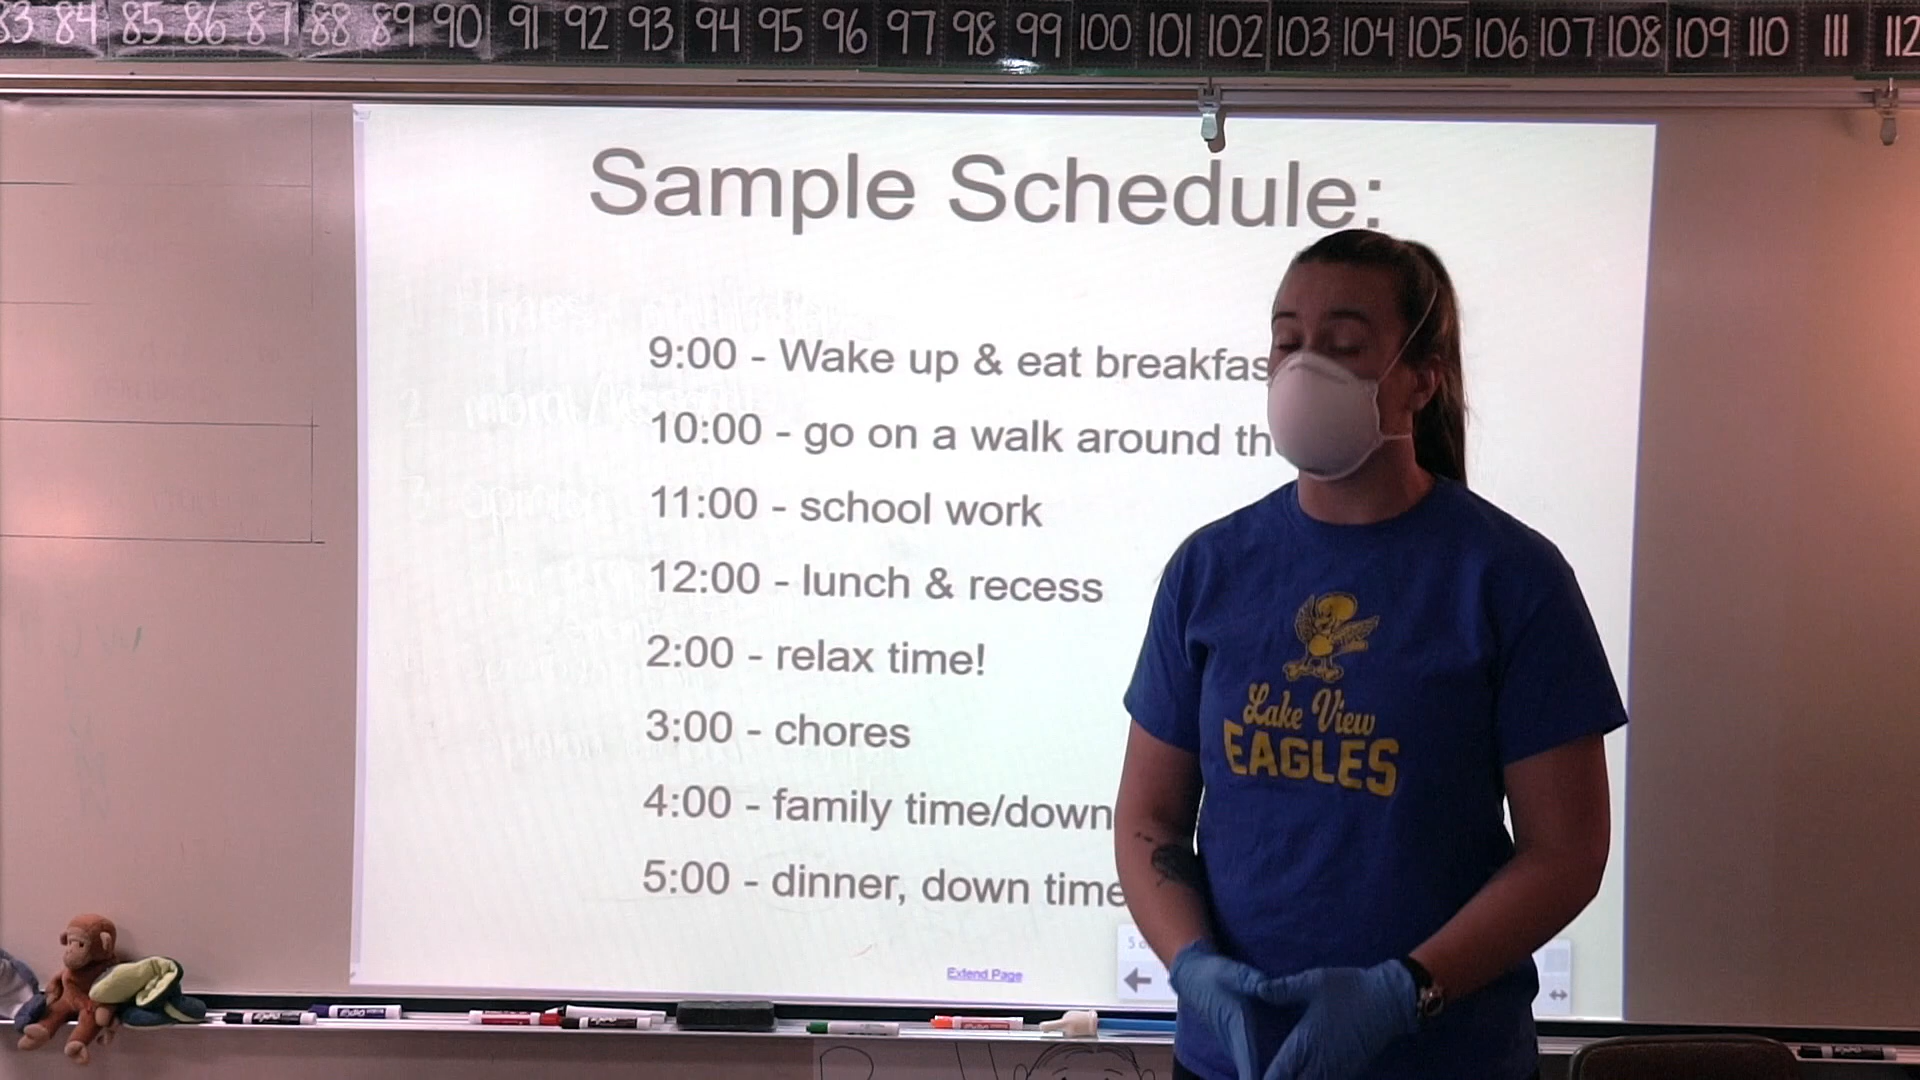 83 84 85 86 87 88 89 90 91 92 93 94 95 96 97 98 99 100 101 102 103 104 105 106 107 108 109 110 111 112
Sample Schedule:
9:00 - Wake up & eat breakfas
10:00 - go on a walk around th
11:00 - school work
12:00 - lunch & recess
2:00 - relax time!
3:00 - chores
4:00 - family time/down
5:00 - dinner, down time
Extend Page
5
Lake View
EAGLES